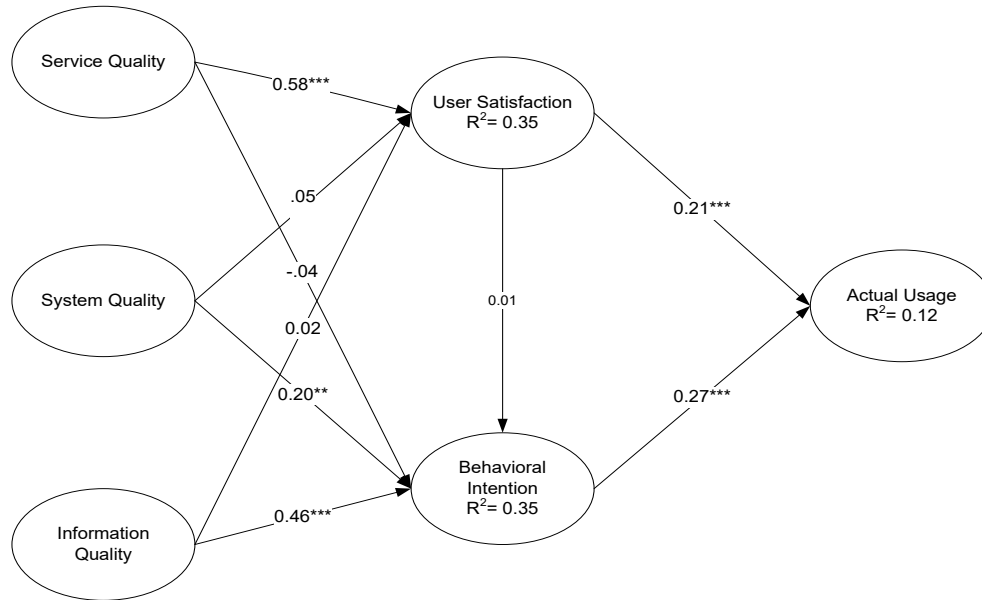 Service Quality
0.58***
User Satisfaction
R²= 0.35
.05
-.04
System Quality
0.02
0.20**
0.01
0.21***
Actual Usage
R²= 0.12
0.27***
Behavioral
Intention
R²= 0.35
0.46***
Information
Quality